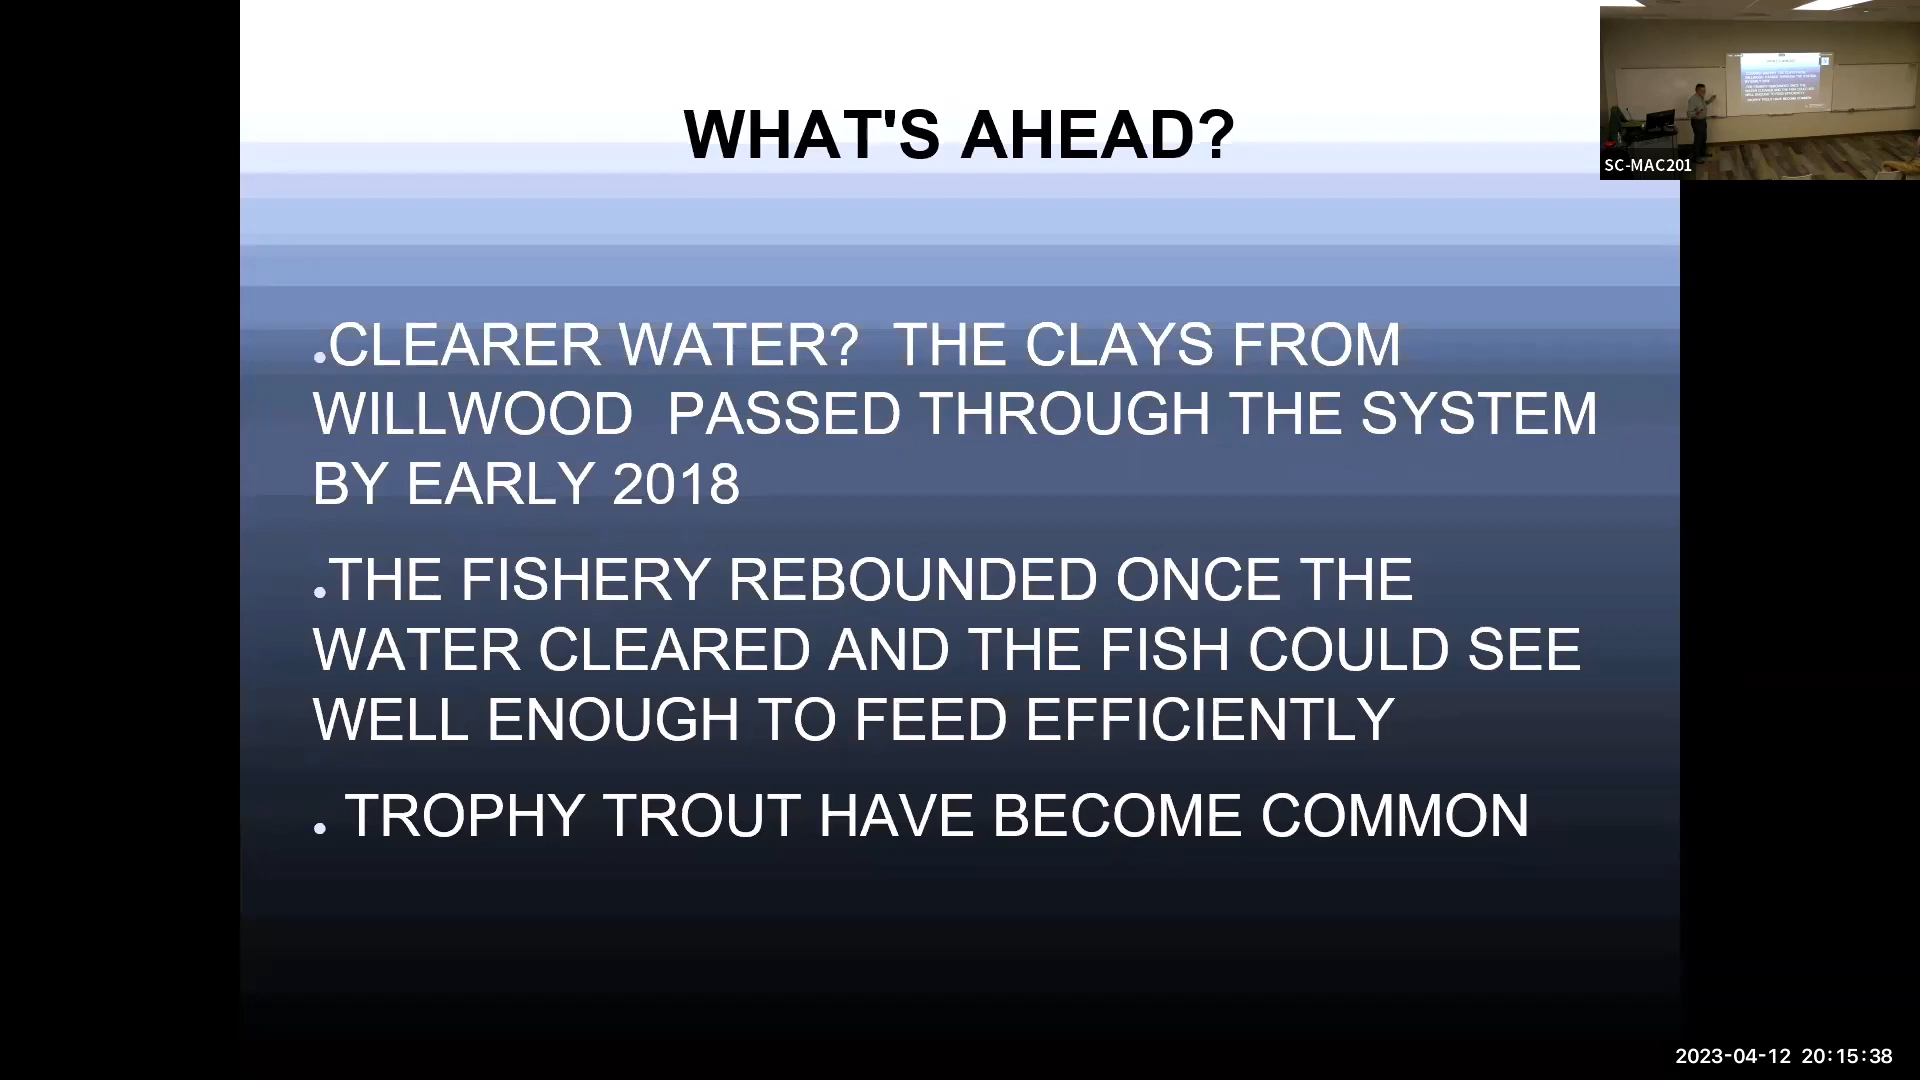 WHAT'S AHEAD?
SC-MAC201
●CLEARER WATER?  THE CLAYS FROM
WILLWOOD  PASSED THROUGH THE SYSTEM
BY EARLY 2018
●THE FISHERY REBOUNDED ONCE THE
WATER CLEARED AND THE FISH COULD SEE
WELL ENOUGH TO FEED EFFICIENTLY
● TROPHY TROUT HAVE BECOME COMMON
2023-04-12 20:15:38